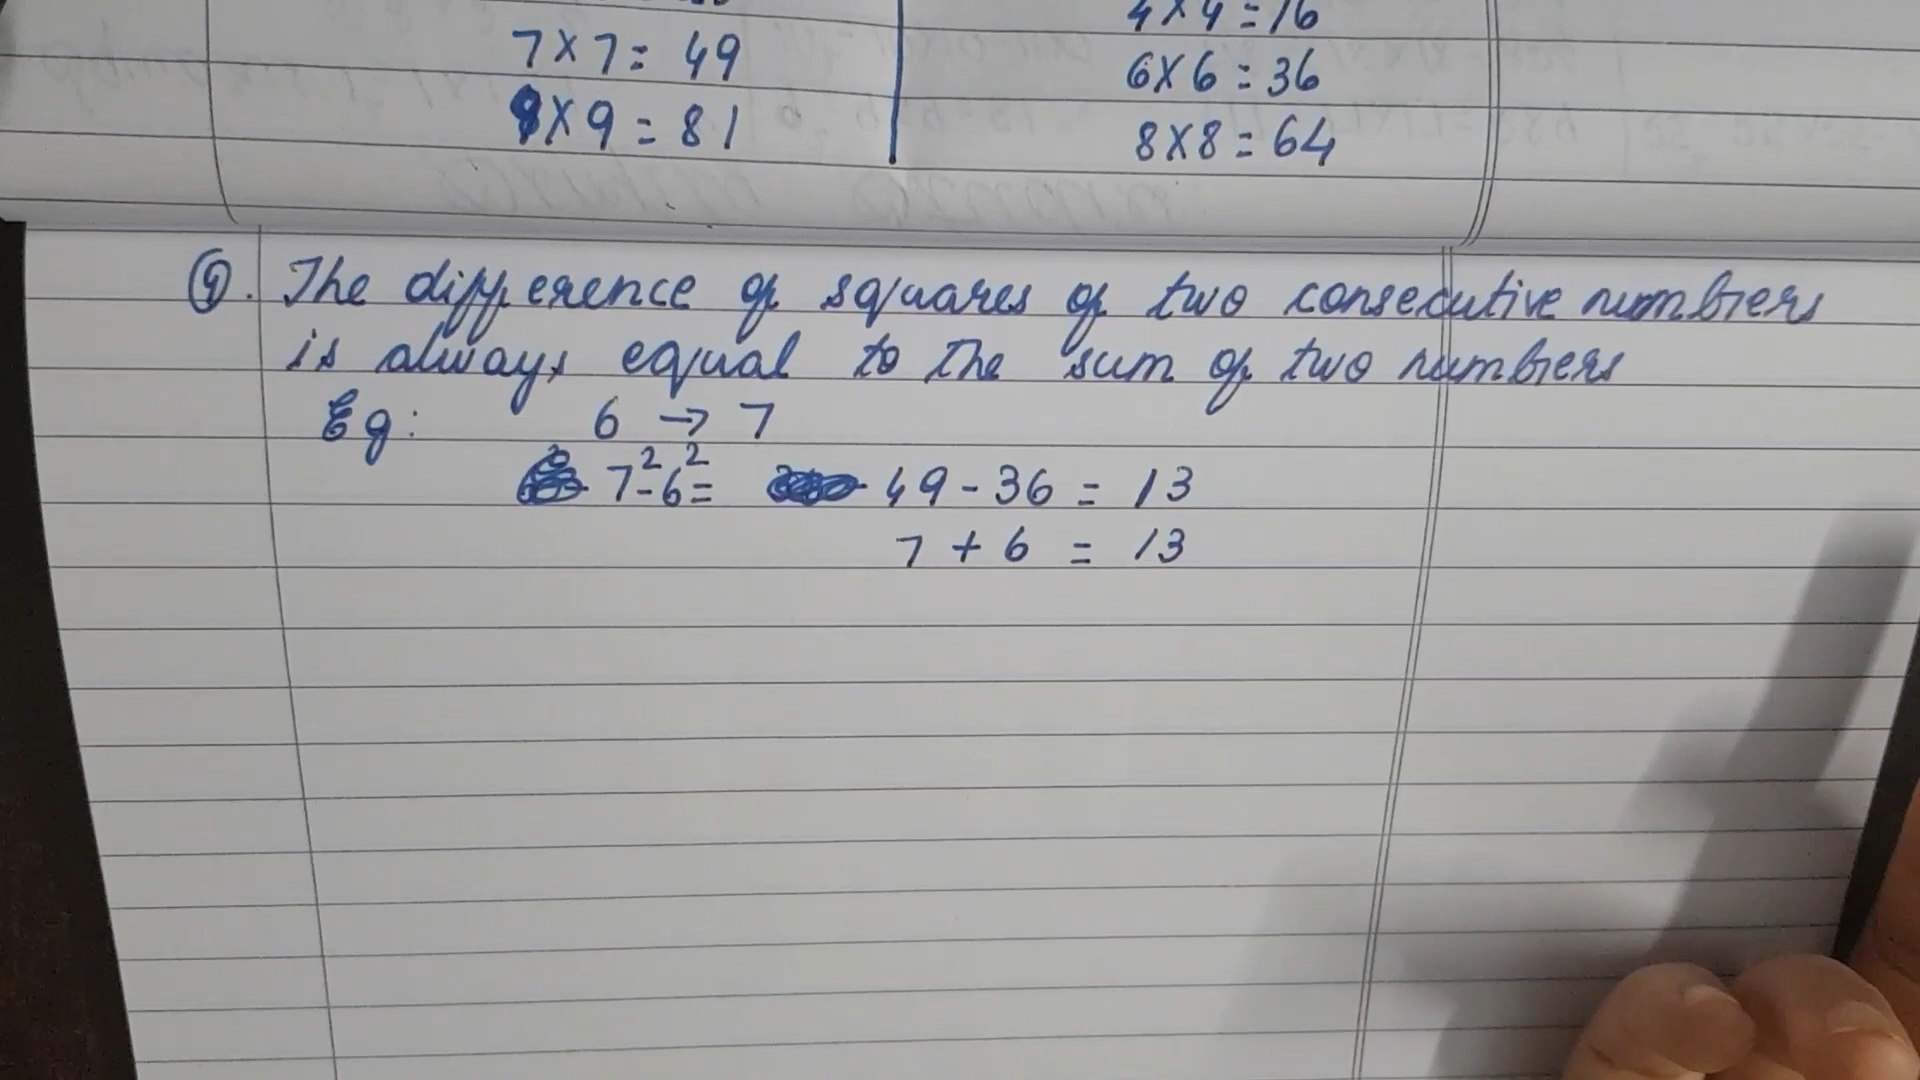 4 X 4 = 16
7 X 7 = 49
6 X 6 = 36
9 X 9 = 81
8 X 8 = 64
9. The difference of squares of two consecutive numbers
is always equal to the sum of two numbers
Eg: 6 → 7
7² - 6² = 49 - 36 = 13
7 + 6 = 13